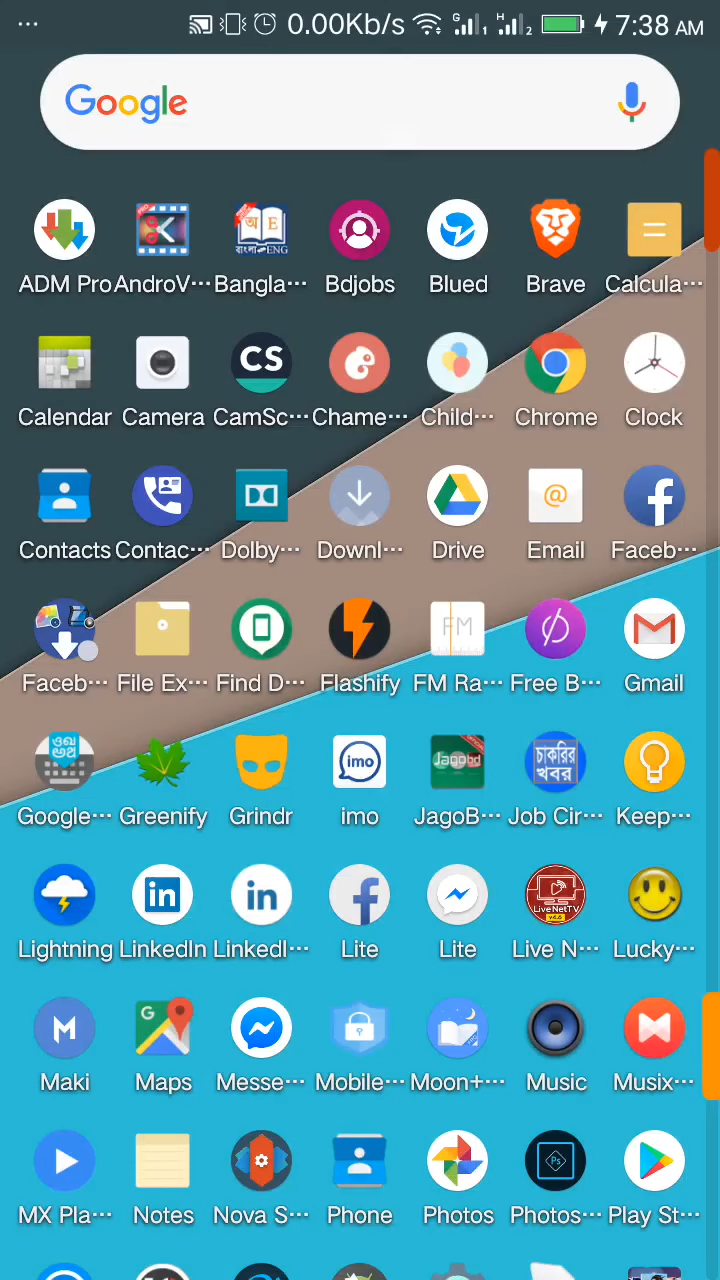 ... 0.00Kb/s G 1 H 2 7:38 AM
Google
ADM Pro AndroV··· Bangla··· Bdjobs Blued Brave Calcula···
Calendar Camera CamSc··· Chame··· Child··· Chrome Clock
Contacts Contac··· Dolby··· Downl··· Drive Email Faceb···
Faceb··· File Ex··· Find D··· Flashify FM Ra··· Free B··· Gmail
Google··· Greenify Grindr imo JagoB··· Job Cir··· Keep···
Lightning LinkedIn LinkedI··· Lite Lite Live N··· Lucky···
Maki Maps Messe··· Mobile··· Moon+··· Music Musix···
MX Pla··· Notes Nova S··· Phone Photos Photos··· Play St···